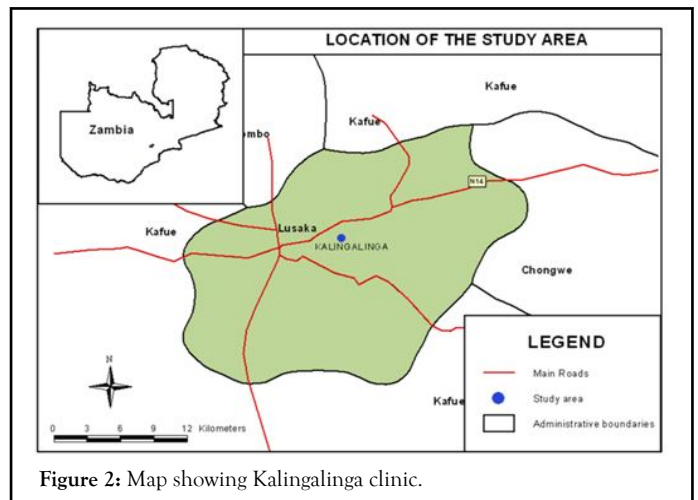 LOCATION OF THE STUDY AREA
Zambia
Kafue
Kafue
N14
Kafue
Lusaka
KALINGALINGA
Chongwe
Kafue
LEGEND
Main Roads
Study area
Administrative boundaries
N
0 3 6 9 12 Kilometers
Figure 2: Map showing Kalingalinga clinic.